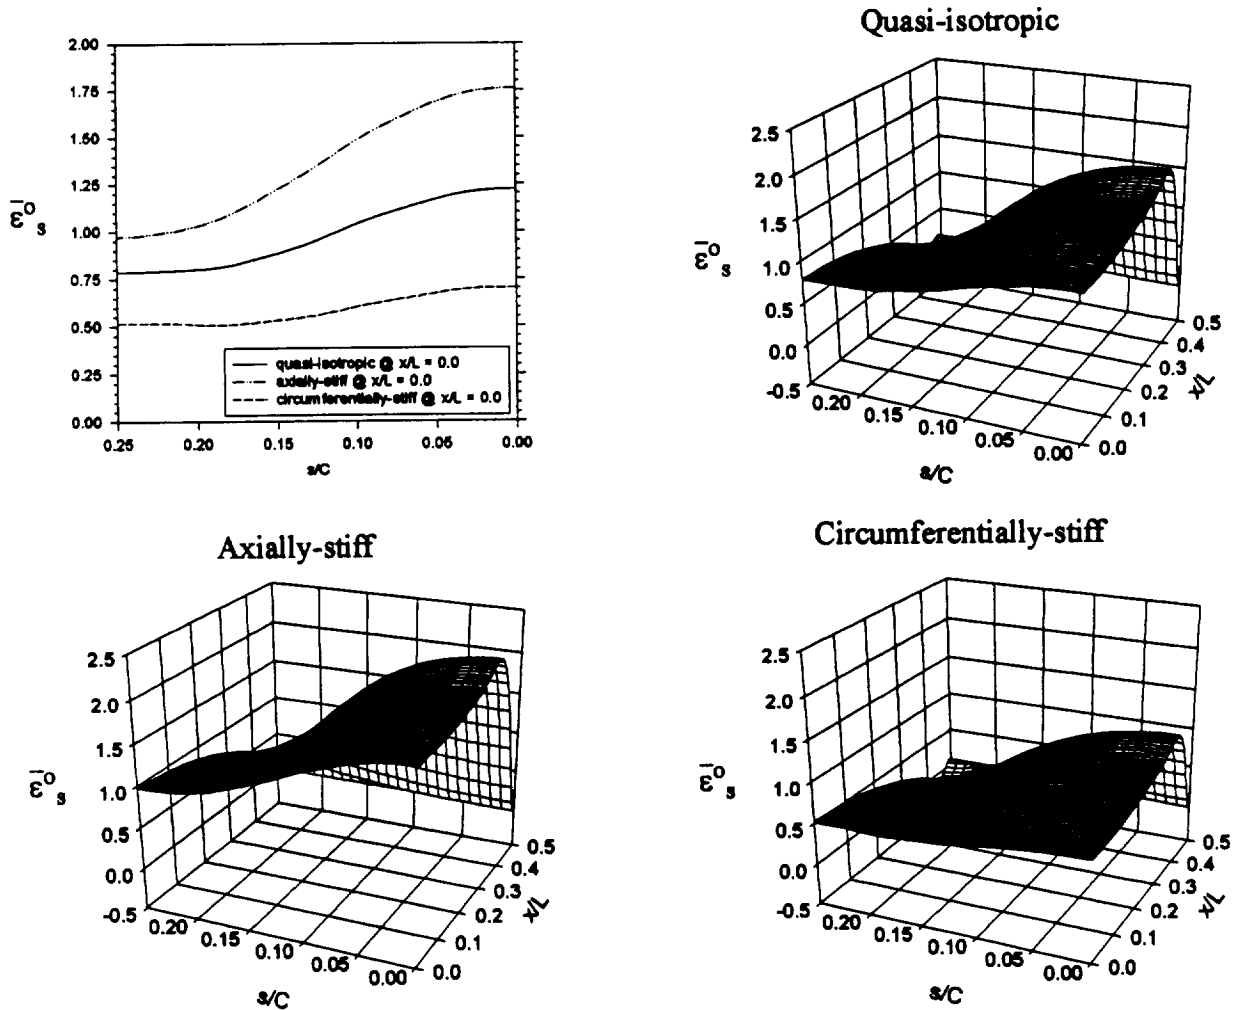 2.00
1.75
1.50
1.25
1.00
0.75
0.50
0.25
0.00
ε̄°s
quasi-isotropic @ x/L = 0.0
axially-stiff @ x/L = 0.0
circumferentially-stiff @ x/L = 0.0
0.25 0.20 0.15 0.10 0.05 0.00
s/C
Quasi-isotropic
2.5
2.0
1.5
1.0
0.5
0.0
-0.5
ε̄°s
0.20 0.15 0.10 0.05 0.00
s/C
0.5
0.4
0.3
0.2
0.1
0.0
x/L
Axially-stiff
2.5
2.0
1.5
1.0
0.5
0.0
-0.5
ε̄°s
0.20 0.15 0.10 0.05 0.00
s/C
0.5
0.4
0.3
0.2
0.1
0.0
x/L
Circumferentially-stiff
2.5
2.0
1.5
1.0
0.5
0.0
-0.5
ε̄°s
0.20 0.15 0.10 0.05 0.00
s/C
0.5
0.4
0.3
0.2
0.1
0.0
x/L